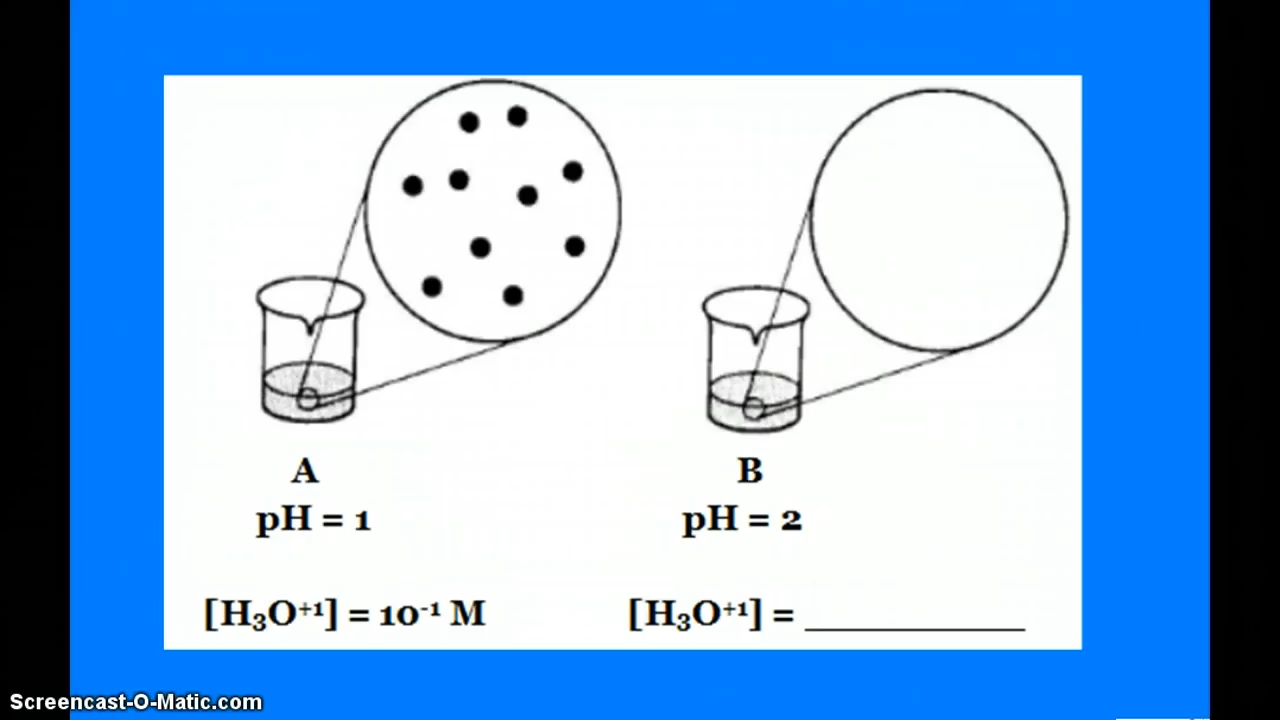 A
B
pH = 1
pH = 2
[H₃O⁺¹] = 10⁻¹ M
[H₃O⁺¹] = ____________
Screencast-O-Matic.com